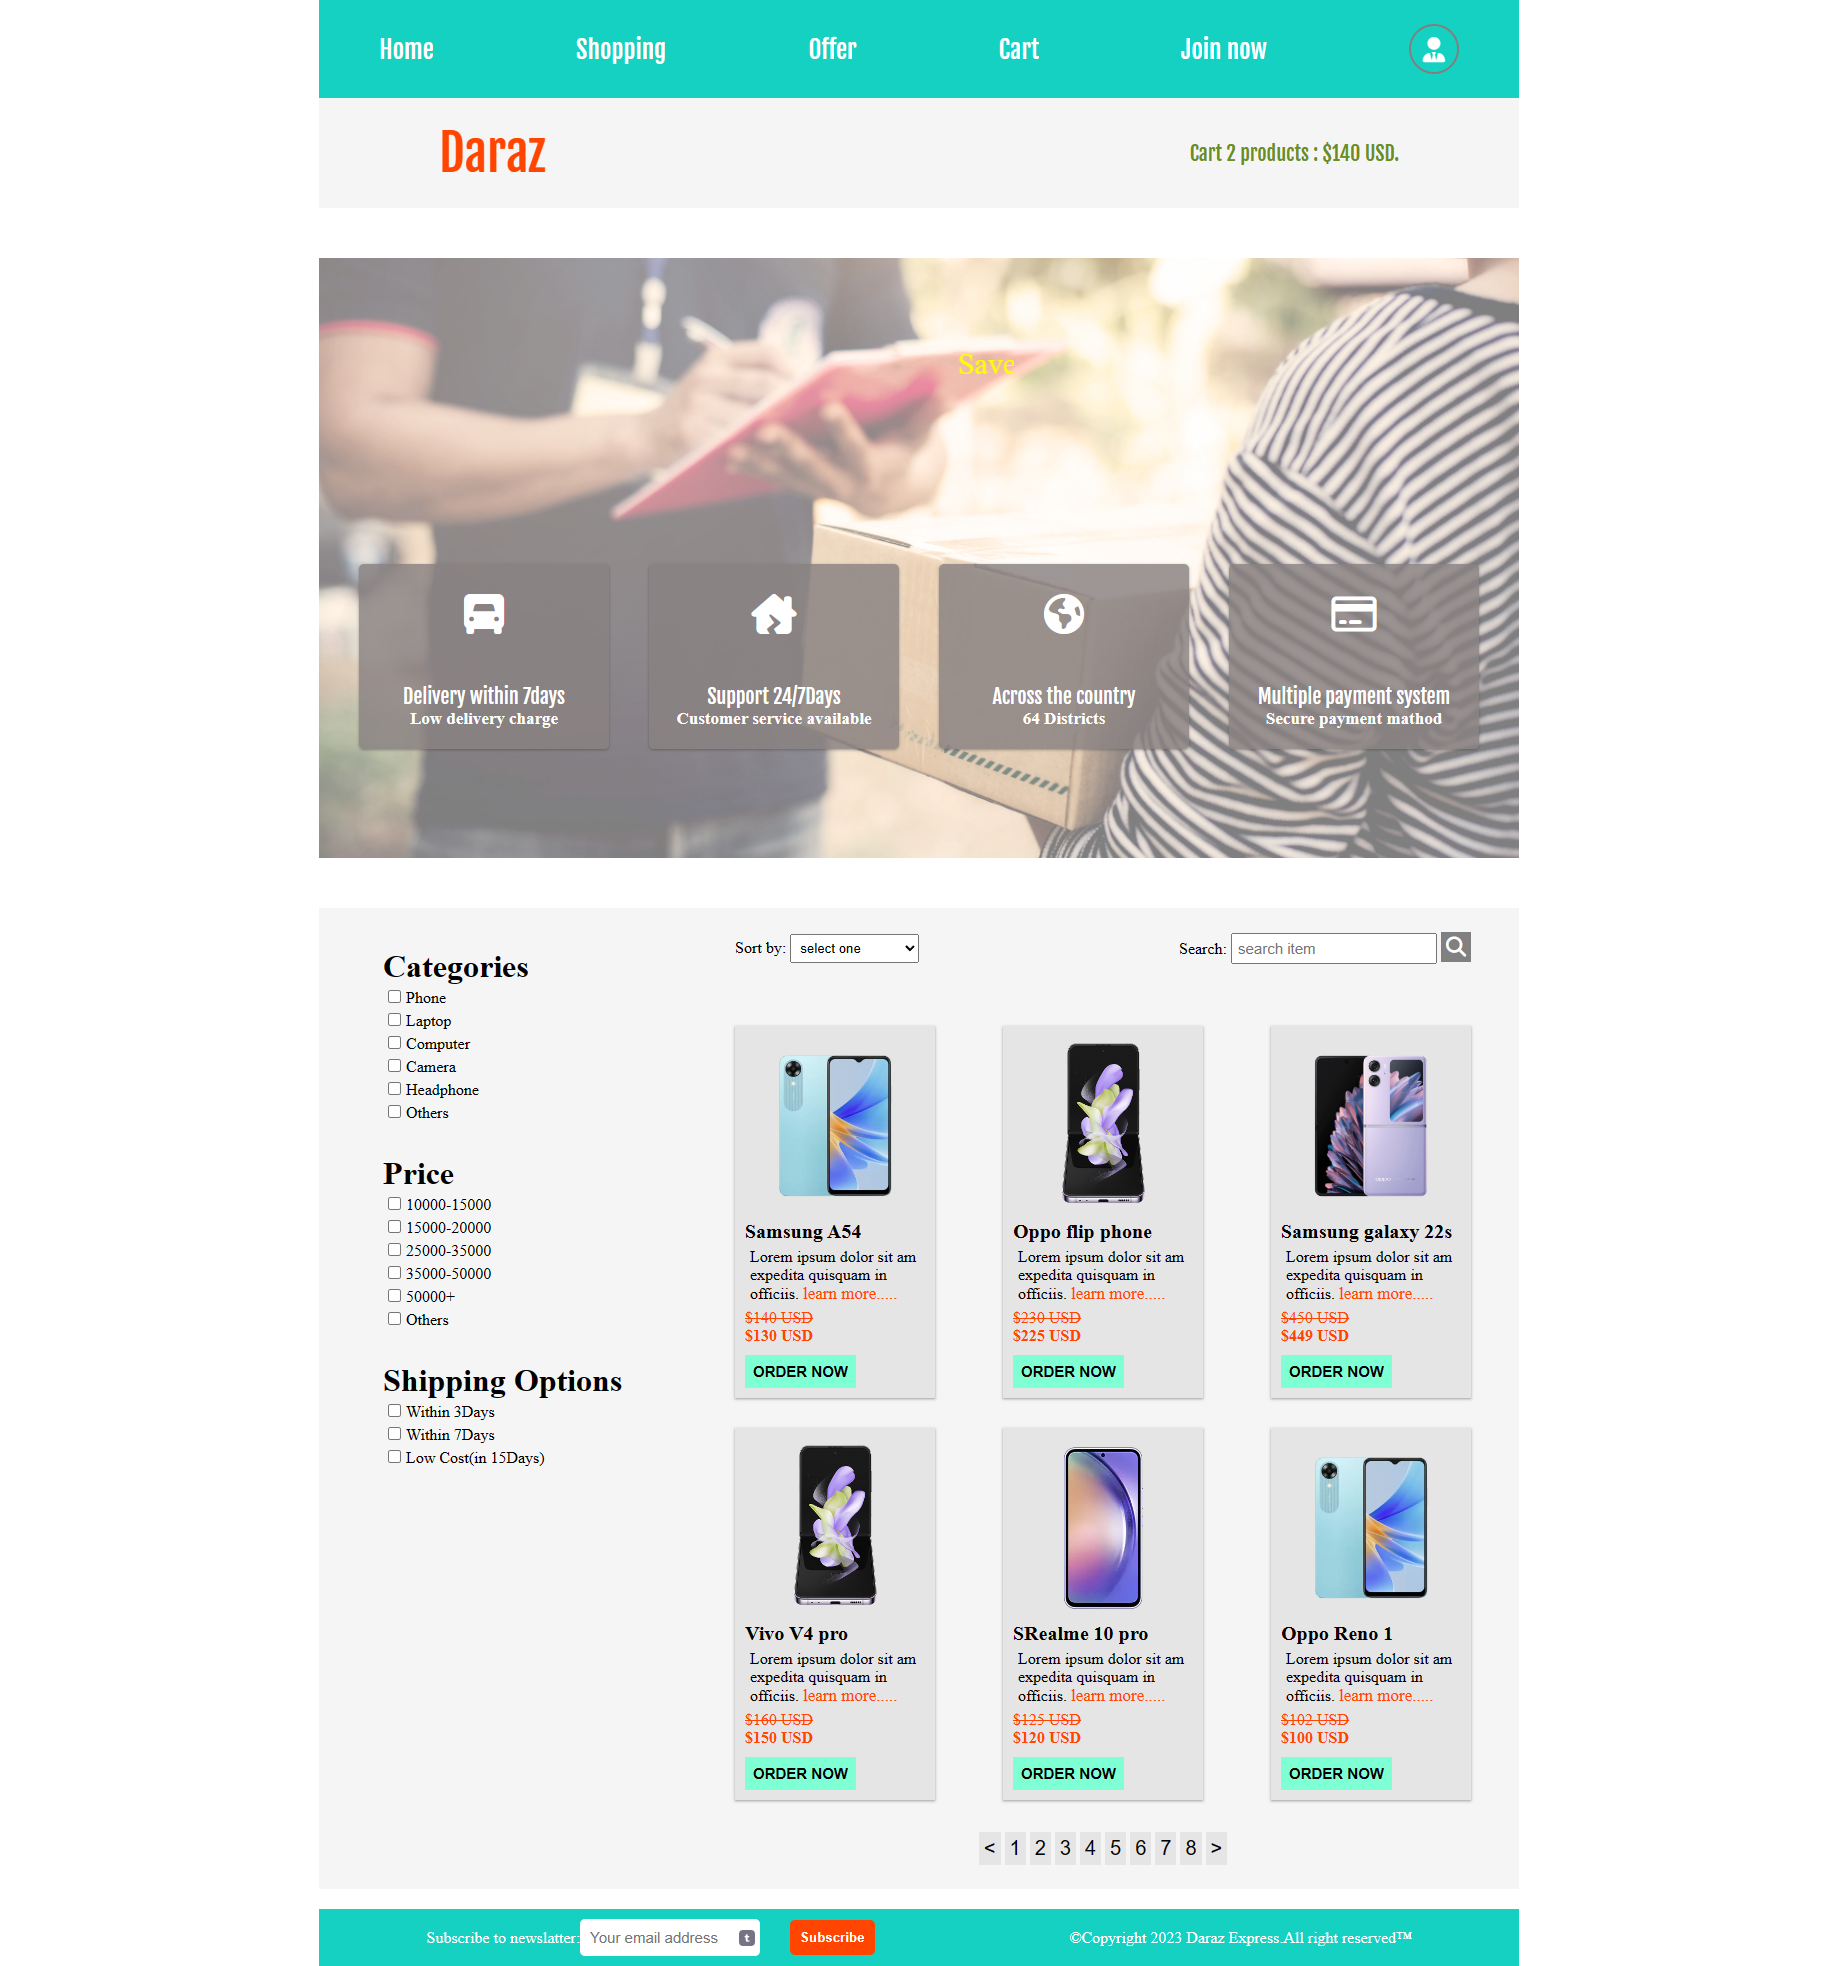 Home Shopping Offer Cart Join now
Daraz
Cart 2 products : $140 USD.
Save
Delivery within 7days
Low delivery charge
Support 24/7Days
Customer service available
Across the country
64 Districts
Multiple payment system
Secure payment mathod
Categories
Phone
Laptop
Computer
Camera
Headphone
Others
Price
10000-15000
15000-20000
25000-35000
35000-50000
50000+
Others
Shipping Options
Within 3Days
Within 7Days
Low Cost(in 15Days)
Sort by: select one
Search: search item
Samsung A54
Lorem ipsum dolor sit am
expedita quisquam in
officiis. learn more.....
$140 USD
$130 USD
ORDER NOW
Oppo flip phone
Lorem ipsum dolor sit am
expedita quisquam in
officiis. learn more.....
$230 USD
$225 USD
ORDER NOW
Samsung galaxy 22s
Lorem ipsum dolor sit am
expedita quisquam in
officiis. learn more.....
$450 USD
$449 USD
ORDER NOW
Vivo V4 pro
Lorem ipsum dolor sit am
expedita quisquam in
officiis. learn more.....
$160 USD
$150 USD
ORDER NOW
SRealme 10 pro
Lorem ipsum dolor sit am
expedita quisquam in
officiis. learn more.....
$125 USD
$120 USD
ORDER NOW
Oppo Reno 1
Lorem ipsum dolor sit am
expedita quisquam in
officiis. learn more.....
$102 USD
$100 USD
ORDER NOW
< 1 2 3 4 5 6 7 8 >
Subscribe to newslatter: Your email address t Subscribe
©Copyright 2023 Daraz Express.All right reserved™